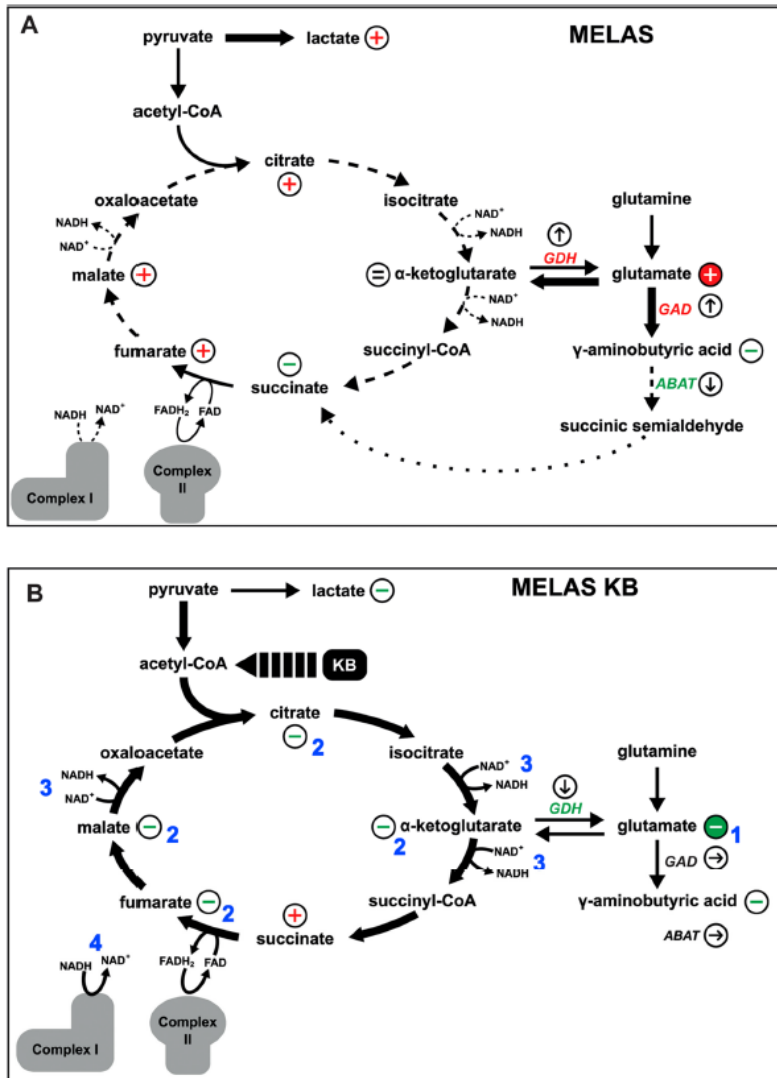 A
MELAS
pyruvate
lactate +
acetyl-CoA
citrate
+
oxaloacetate
isocitrate
glutamine
NADH
NAD⁺
NAD⁺
NADH
↑
GDH
malate +
= α-ketoglutarate
glutamate +
NAD⁺
NADH
GAD ↑
fumarate +
−
succinate
succinyl-CoA
γ-aminobutyric acid −
ABAT ↓
NADH NAD⁺
FADH₂ FAD
succinic semialdehyde
Complex I
Complex
II
B
MELAS KB
pyruvate
lactate −
acetyl-CoA
KB
citrate
− 2
oxaloacetate
isocitrate
glutamine
3
NADH
NAD⁺
NAD⁺
NADH
3
↓
GDH
malate − 2
− α-ketoglutarate
2
glutamate − 1
NAD⁺
NADH
3
GAD →
fumarate − 2
+
succinate
succinyl-CoA
γ-aminobutyric acid −
4
NADH NAD⁺
FADH₂ FAD
ABAT →
Complex I
Complex
II